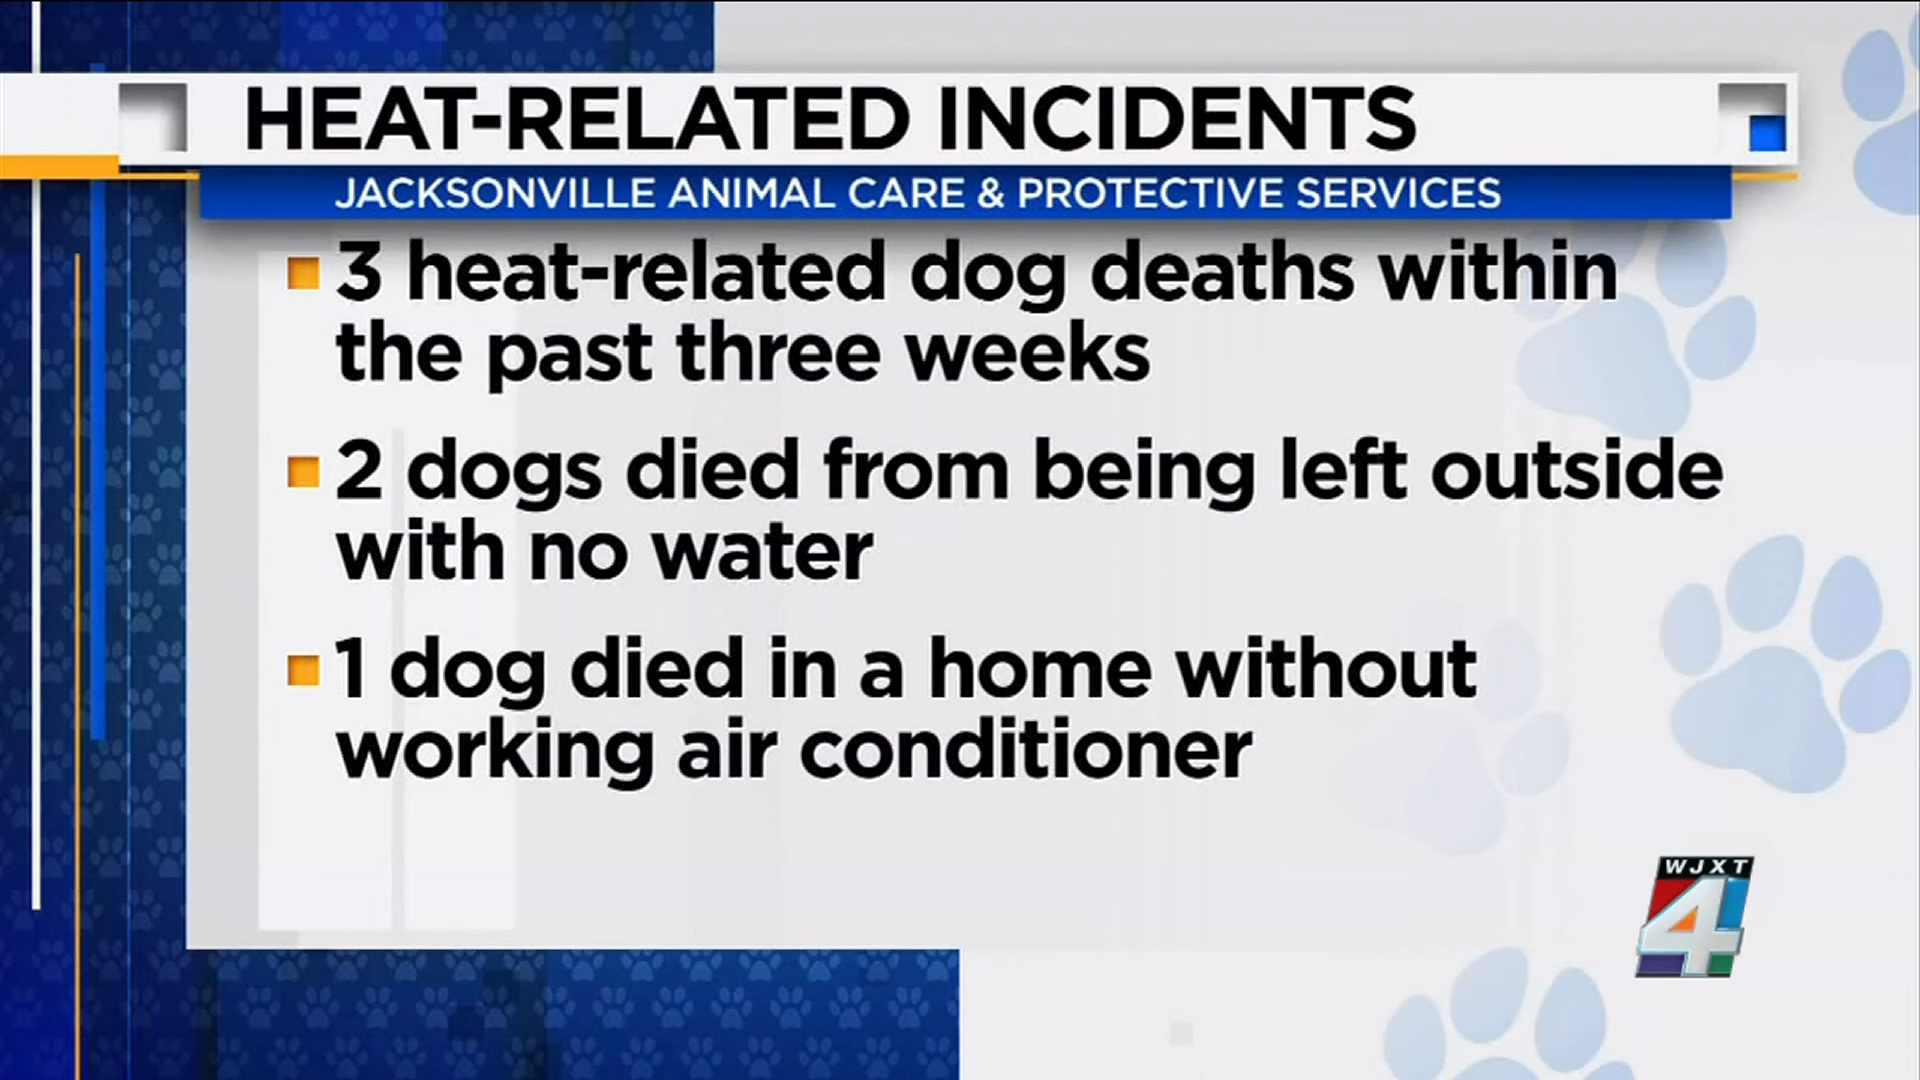 HEAT-RELATED INCIDENTS
JACKSONVILLE ANIMAL CARE & PROTECTIVE SERVICES
3 heat-related dog deaths within
the past three weeks
2 dogs died from being left outside
with no water
1 dog died in a home without
working air conditioner
WJXT
4